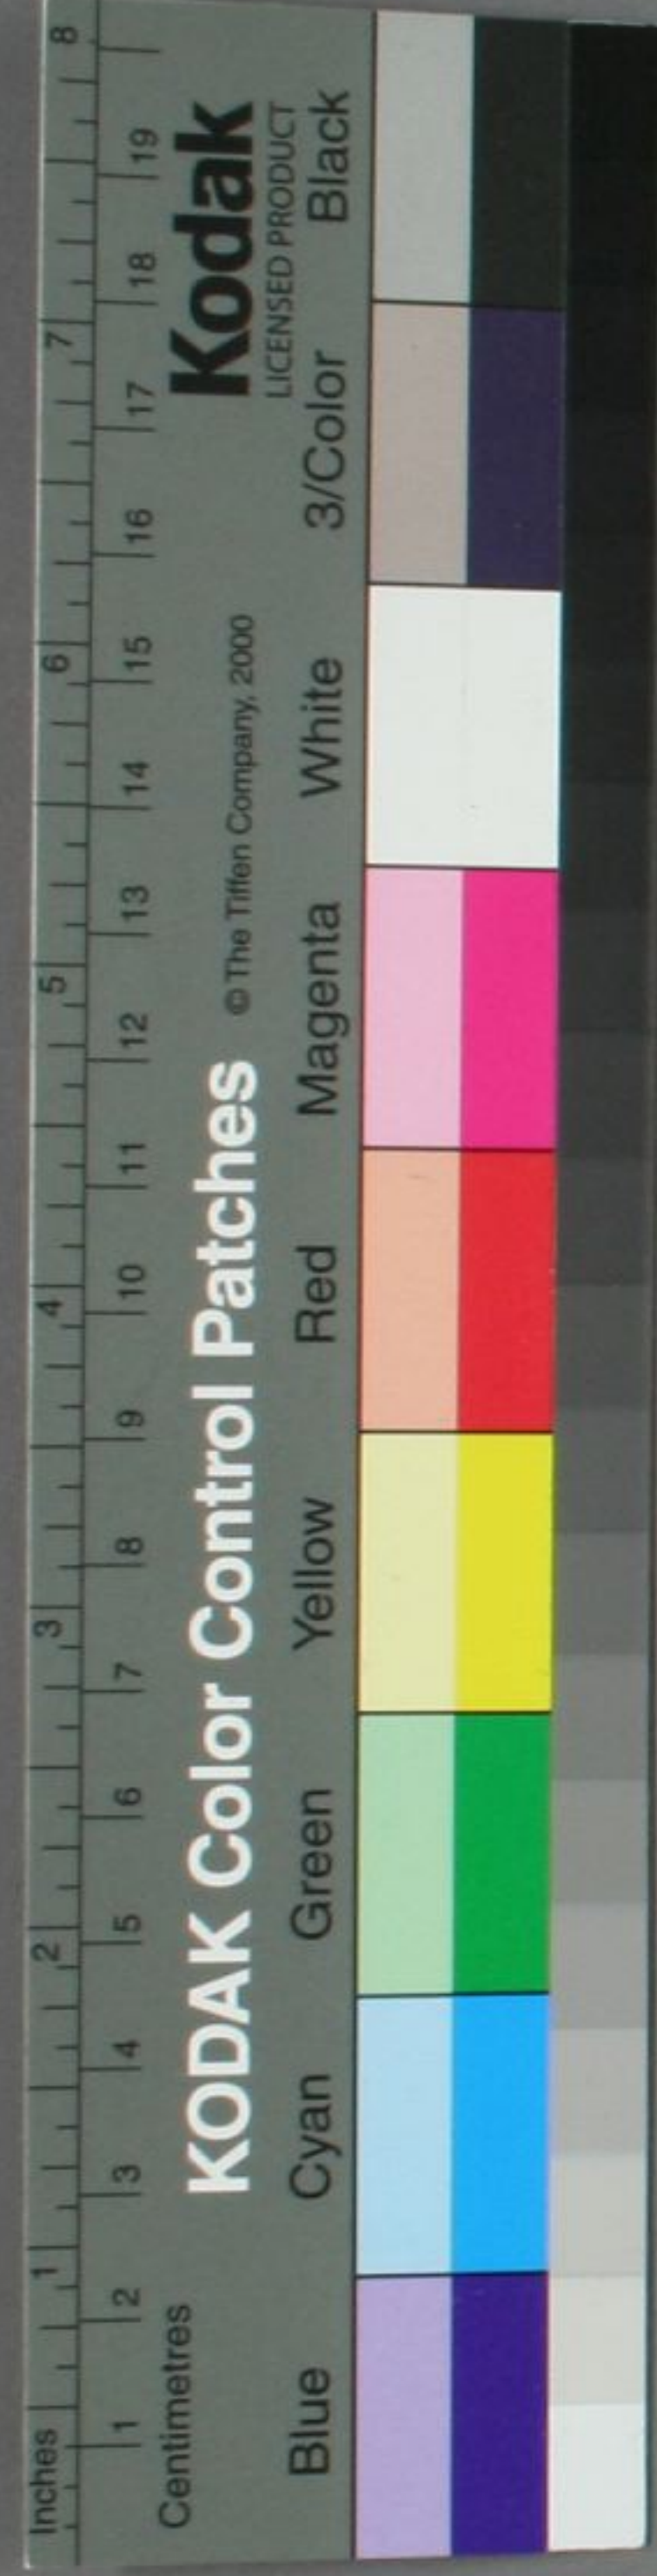 Inches 1 2 3 4 5 6 7 8
1 2 3 4 5 6 7 8 9 10 11 12 13 14 15 16 17 18 19
Centimetres
KODAK Color Control Patches © The Tiffen Company, 2000 Kodak
LICENSED PRODUCT
Blue Cyan Green Yellow Red Magenta White 3/Color Black